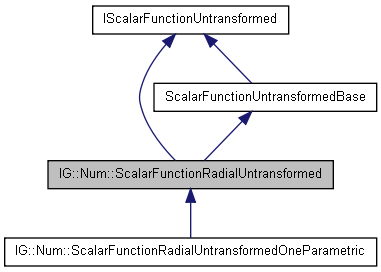 IScalarFunctionUntransformed
ScalarFunctionUntransformedBase
IG::Num::ScalarFunctionRadialUntransformed
IG::Num::ScalarFunctionRadialUntransformedOneParametric